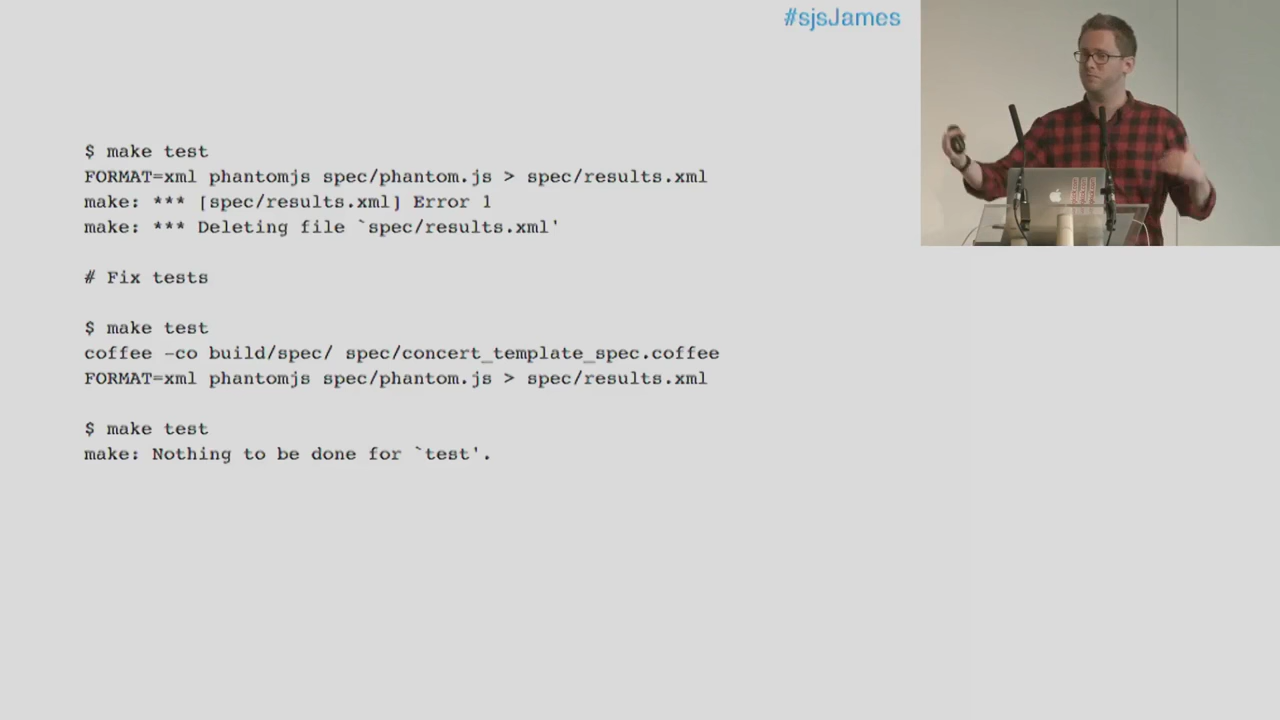 #sjsJames
$ make test
FORMAT=xml phantomjs spec/phantom.js > spec/results.xml
make: *** [spec/results.xml] Error 1
make: *** Deleting file `spec/results.xml'
# Fix tests
$ make test
coffee -co build/spec/ spec/concert_template_spec.coffee
FORMAT=xml phantomjs spec/phantom.js > spec/results.xml
$ make test
make: Nothing to be done for `test'.